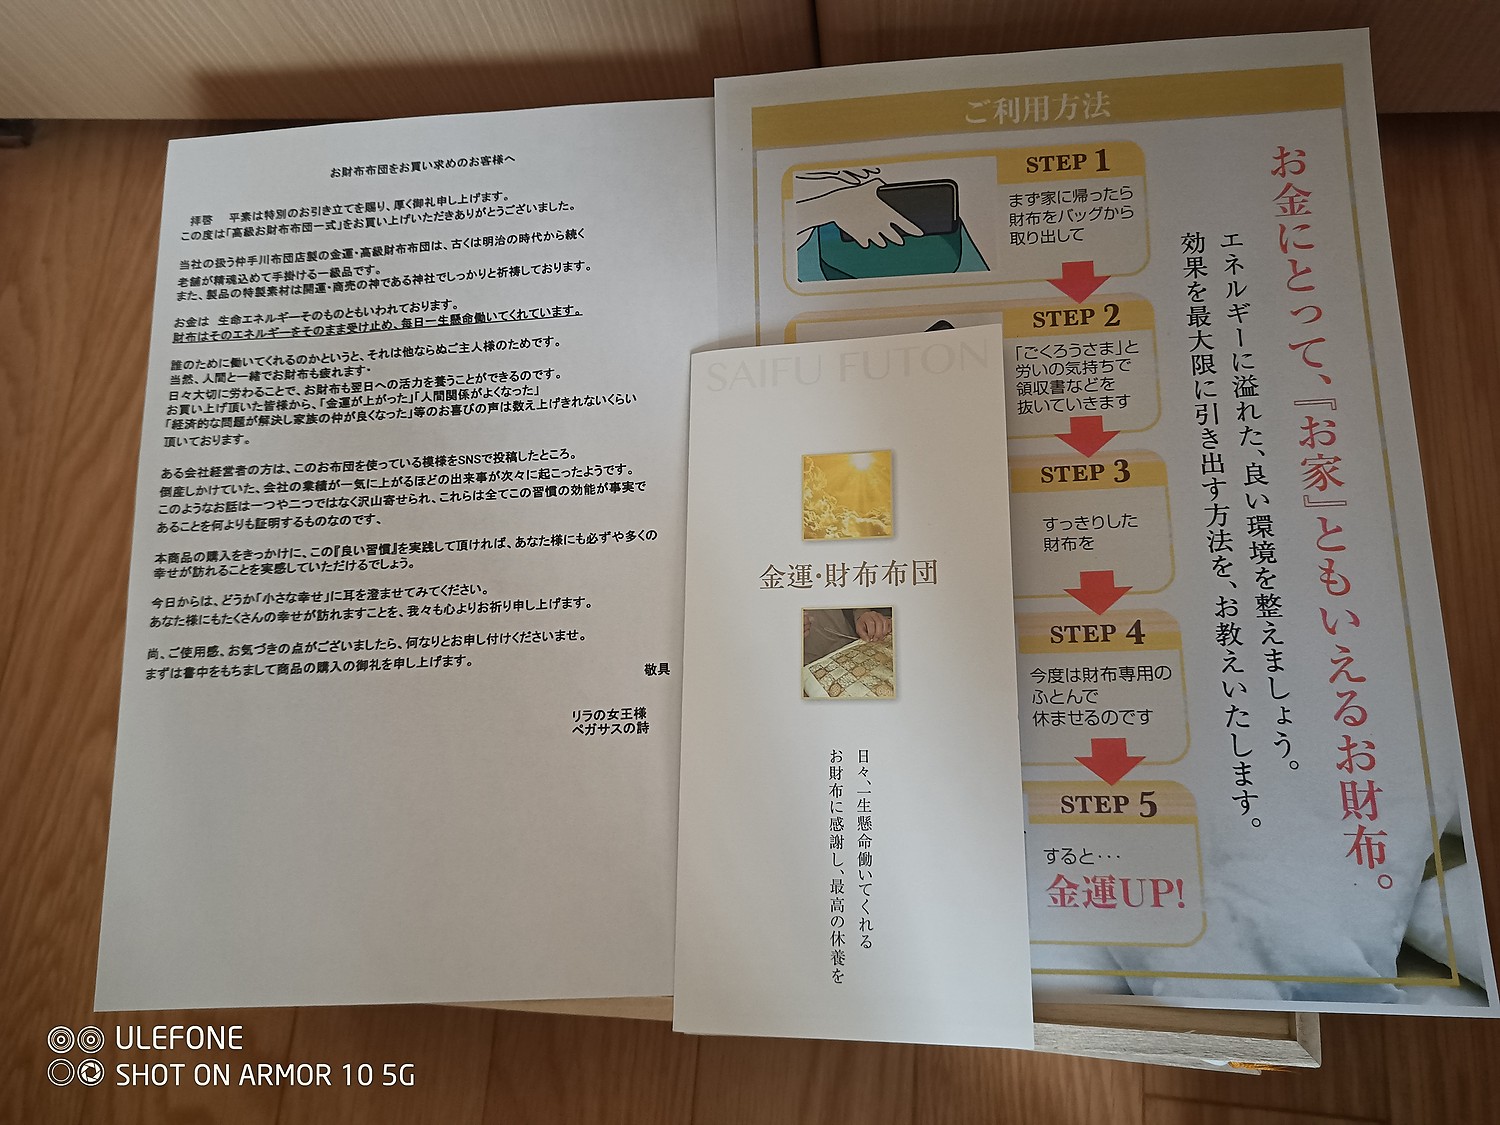 お財布布団をお買い求めのお客様へ
拝啓 平素は特別のお引き立てを賜り、厚く御礼申し上げます。
この度は「高級お財布布団一式」をお買い上げいただきありがとうございました。
当社の扱う仲手川布団店製の金運・高級財布布団は、古くは明治の時代から続く
老舗が精魂込めて手掛ける一級品です。
また、製品の特製素材は開運・商売の神である神社でしっかりと祈祷しております。
お金は 生命エネルギーそのものともいわれております。
財布はそのエネルギーをそのまま受け止め、毎日一生懸命働いてくれています。
誰のために働いてくれるのかというと、それは他ならぬご主人様のためです。
当然、人間と一緒でお財布も疲れます・
日々大切に労わることで、お財布も翌日への活力を養うことができるのです。
お買い上げ頂いた皆様から、「金運が上がった」「人間関係がよくなった」
「経済的な問題が解決し家族の仲が良くなった」等のお喜びの声は数え上げきれないくらい
頂いております。
ある会社経営者の方は、このお布団を使っている模様をSNSで投稿したところ。
倒産しかけていた、会社の業績が一気に上がるほどの出来事が次々に起こったようです。
このようなお話は一つや二つではなく沢山寄せられ、これらは全てこの習慣の効能が事実で
あることを何よりも証明するものなのです、
本商品の購入をきっかけに、この『良い習慣』を実践して頂ければ、あなた様にも必ずや多くの
幸せが訪れることを実感していただけるでしょう。
今日からは、どうか「小さな幸せ」に耳を澄ませてみてください。
あなた様にもたくさんの幸せが訪れますことを、我々も心よりお祈り申し上げます。
尚、ご使用感、お気づきの点がございましたら、何なりとお申し付けくださいませ。
まずは書中をもちまして商品の購入の御礼を申し上げます。
敬具
リラの女王様
ペガサスの詩
SAIFU FUTON
金運・財布布団
日々、一生懸命働いてくれる
お財布に感謝し、最高の休養を
ご利用方法
お金にとって、『お家』ともいえるお財布。
エネルギーに溢れた、良い環境を整えましょう。
効果を最大限に引き出す方法を、お教えいたします。
STEP 1
まず家に帰ったら
財布をバッグから
取り出して
STEP 2
「ごくろうさま」と
労いの気持ちで
領収書などを
抜いていきます
STEP 3
すっきりした
財布を
STEP 4
今度は財布専用の
ふとんで
休ませるのです
STEP 5
すると･･･
金運UP!
ULEFONE
SHOT ON ARMOR 10 5G